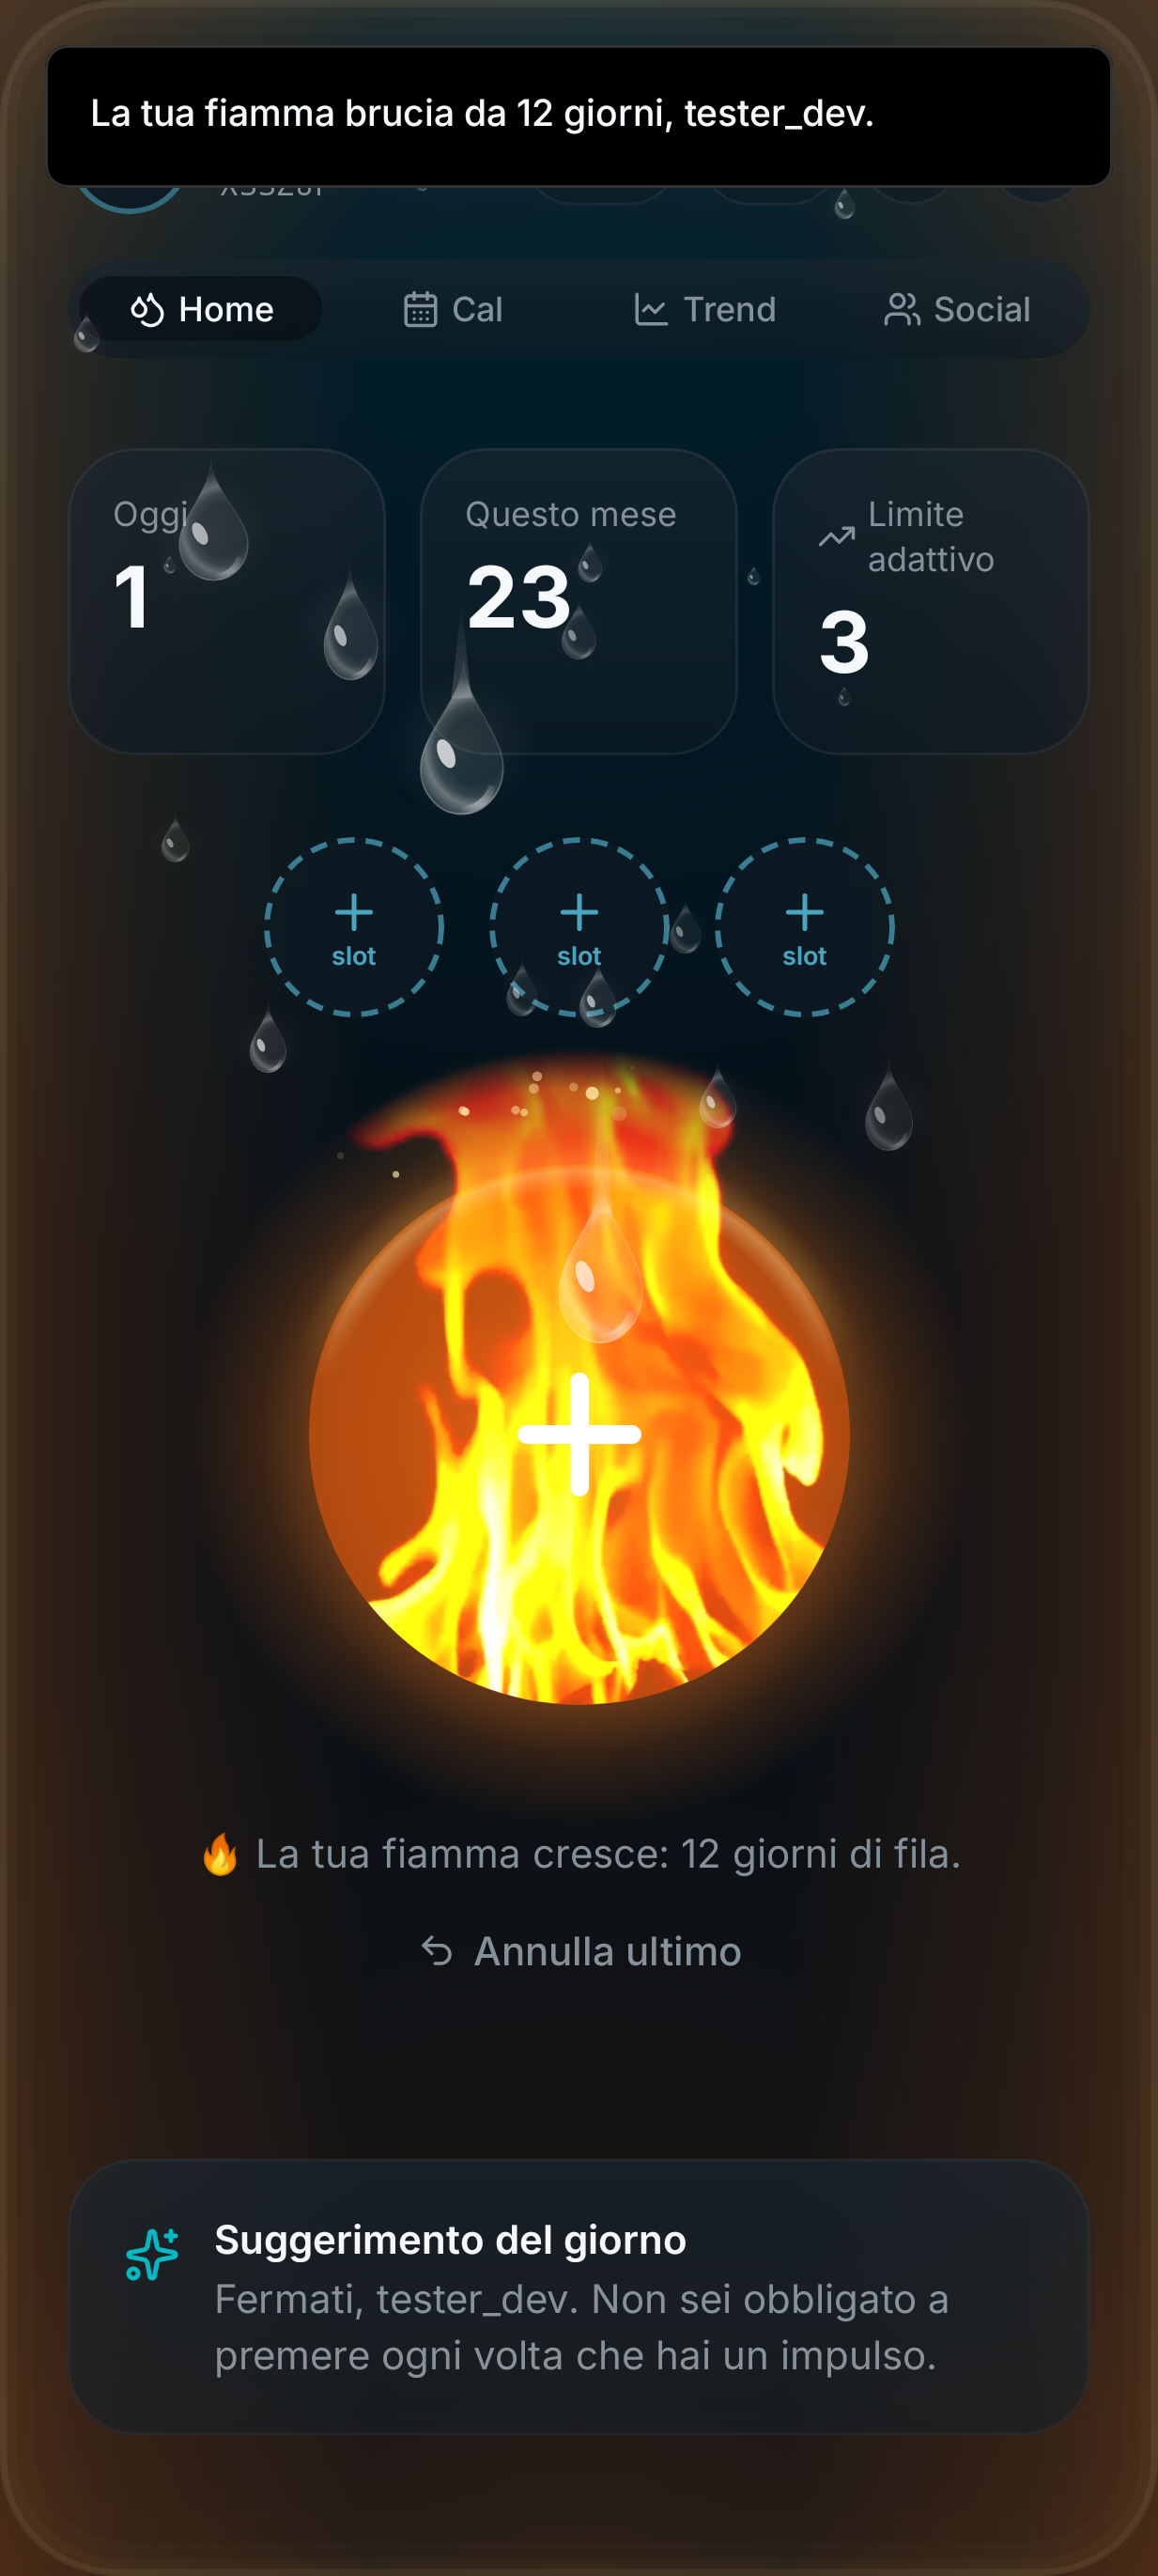 La tua fiamma brucia da 12 giorni, tester_dev.
Home
Cal
Trend
Social
Oggi
1
Questo mese
23
Limite
adattivo
3
slot
slot
slot
🔥 La tua fiamma cresce: 12 giorni di fila.
Annulla ultimo
Suggerimento del giorno
Fermati, tester_dev. Non sei obbligato a
premere ogni volta che hai un impulso.